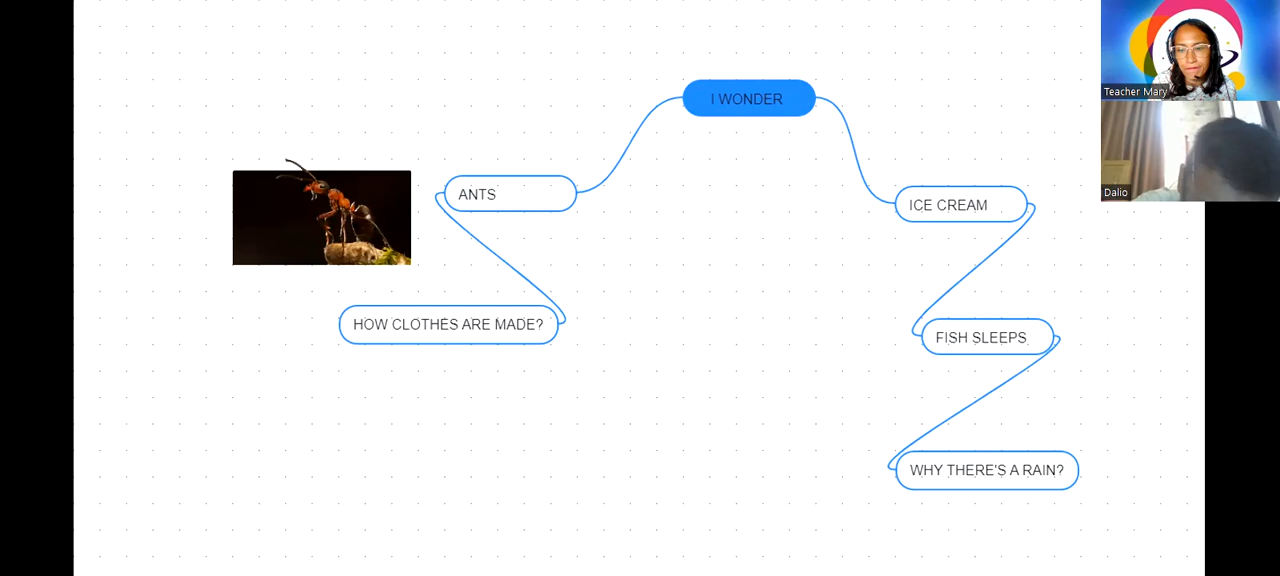 I WONDER
ANTS
ICE CREAM
HOW CLOTHES ARE MADE?
FISH SLEEPS
WHY THERE'S A RAIN?
Teacher Mary
Dalio